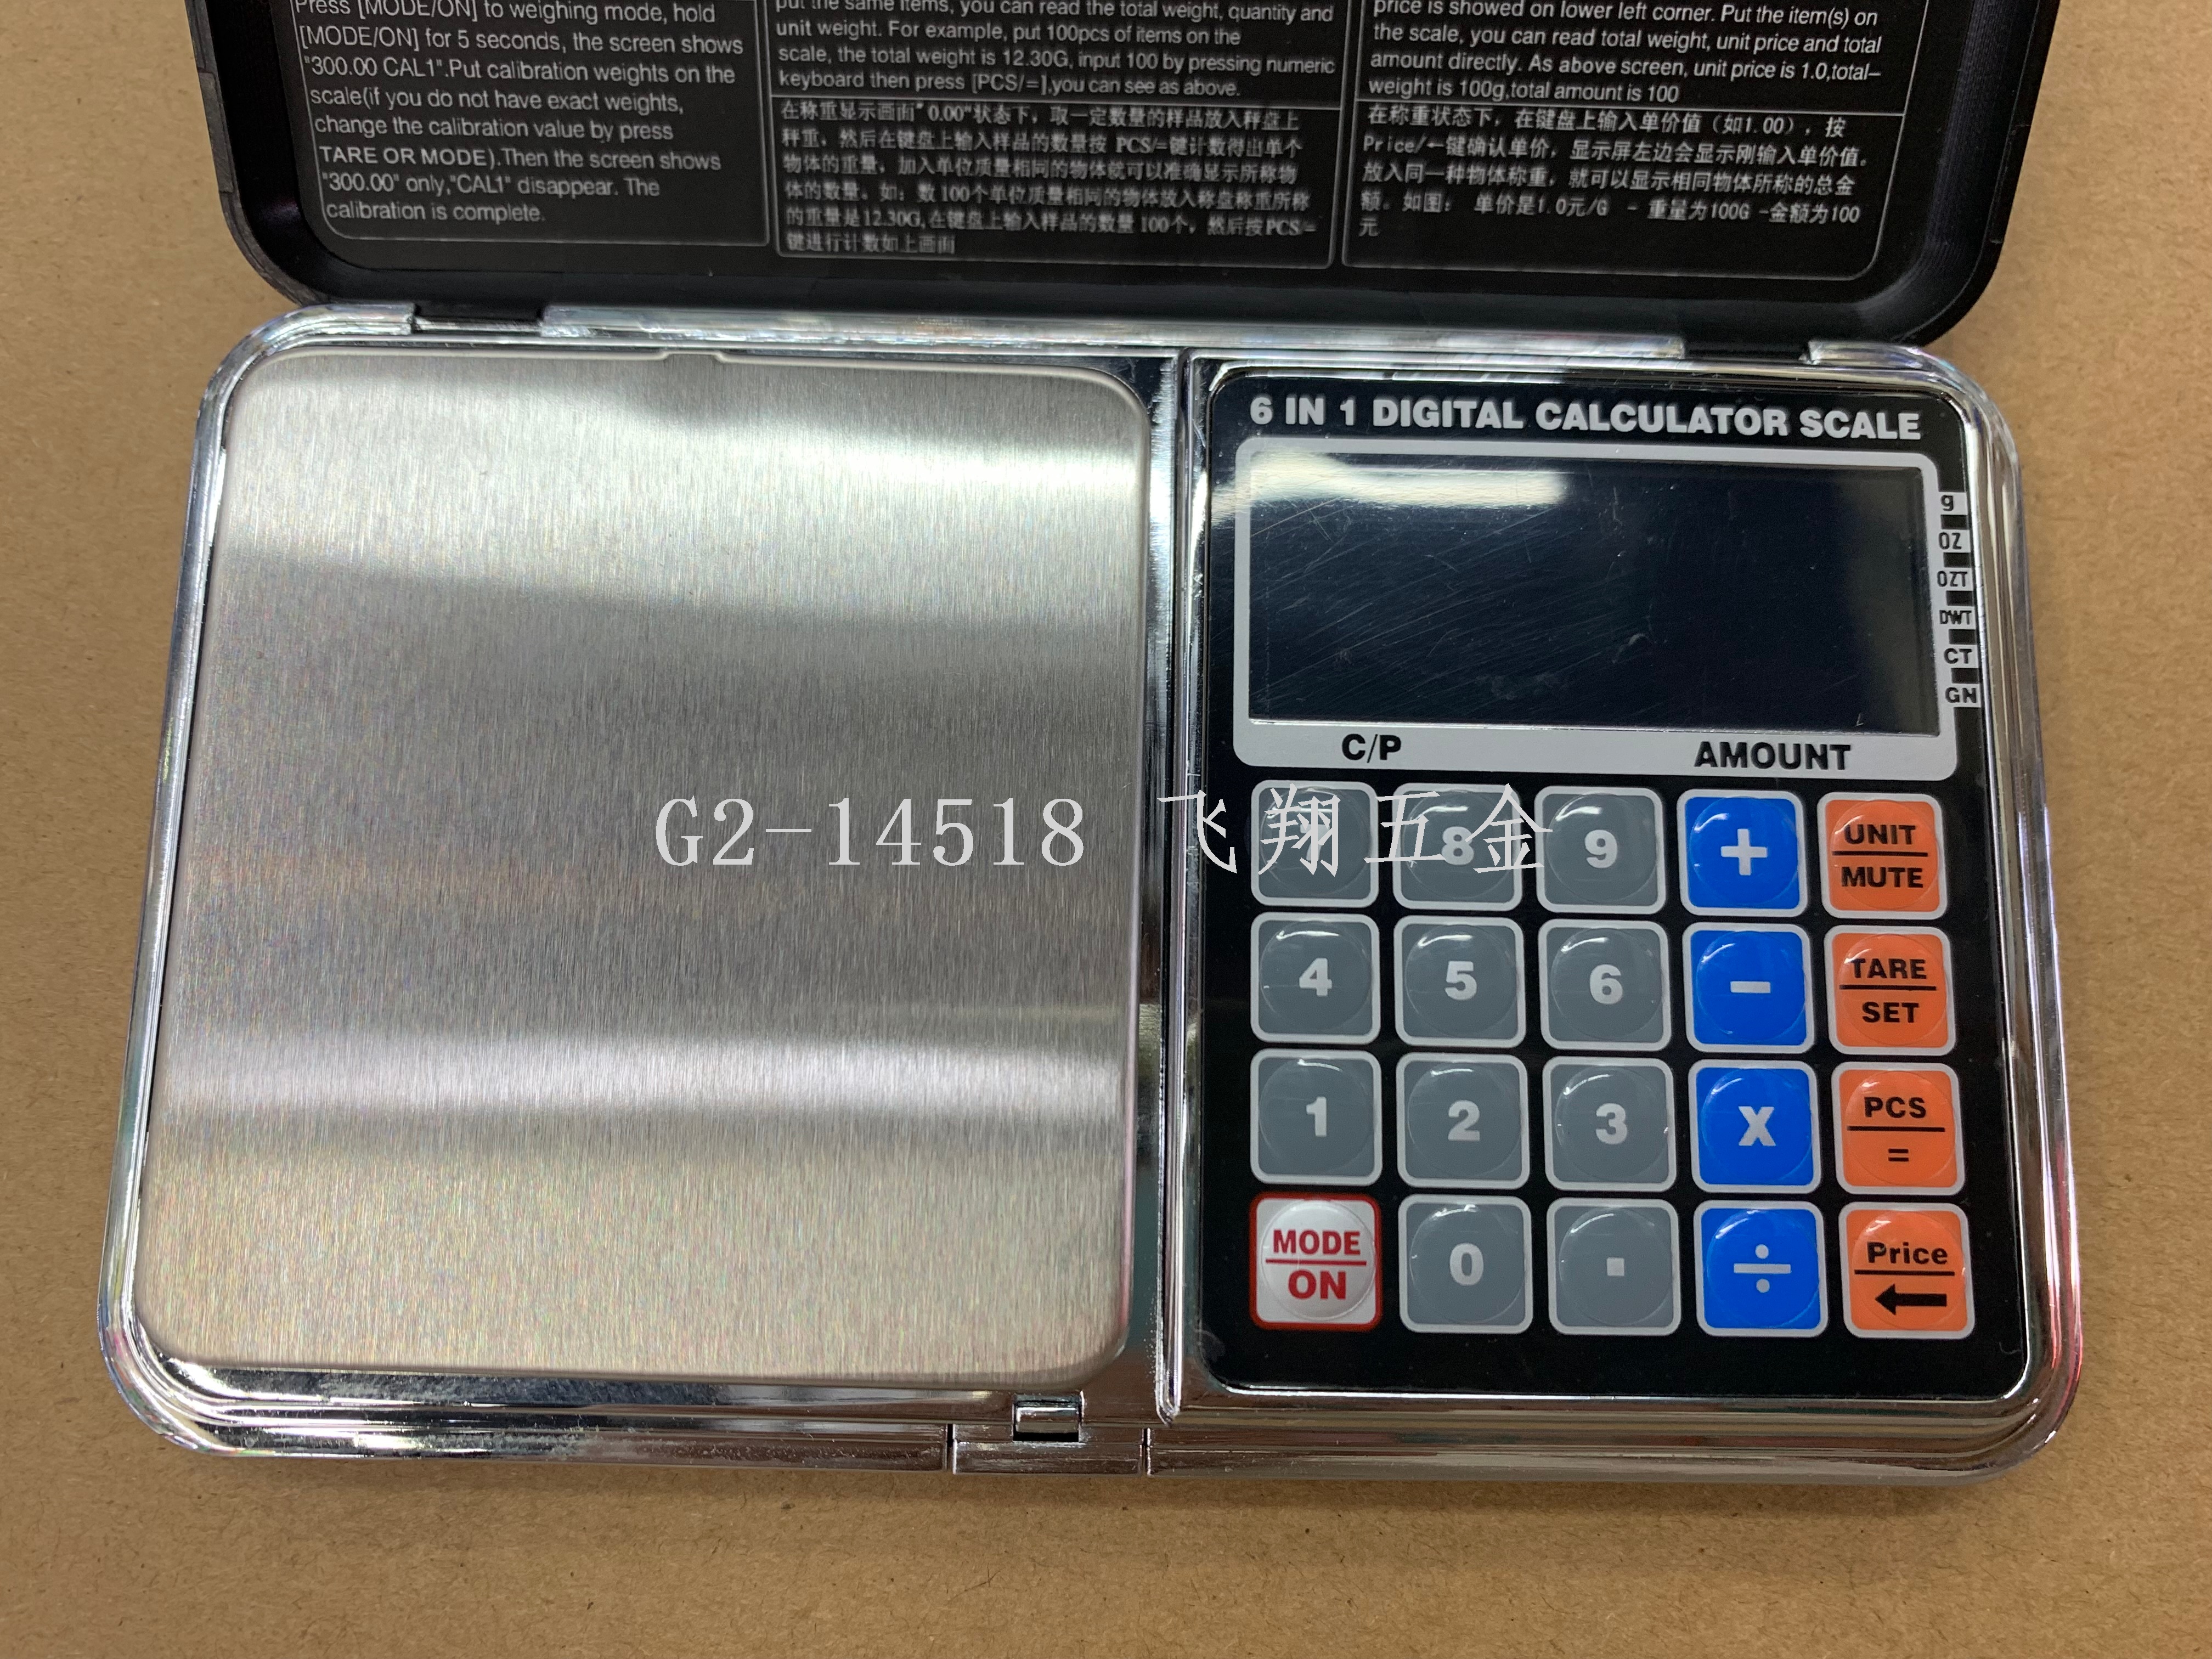 Press [MODE/ON] to weighing mode, hold
[MODE/ON] for 5 seconds, the screen shows
"300.00 CAL1".Put calibration weights on the
scale(if you do not have exact weights,
change the calibration value by press
TARE OR MODE).Then the screen shows
"300.00" only,"CAL1" disappear. The
calibration is complete.
put the same items, you can read the total weight, quantity and
unit weight. For example, put 100pcs of items on the
scale, the total weight is 12.30G, input 100 by pressing numeric
keyboard then press [PCS/=],you can see as above.
在称重显示画面"0.00"状态下，取一定数量的样品放入秤盘上
秤重，然后在键盘上输入样品的数量按 PCS/=键计数得出单个
物体的重量，加入单位质量相同的物体就可以准确显示所称物
体的数量。如：数100个单位质量相同的物体放入称盘称重所称
的重量是12.30G,在键盘上输入样品的数量100个，然后按PCS/=
键进行计数如上画面
price is showed on lower left corner. Put the item(s) on
the scale, you can read total weight, unit price and total
amount directly. As above screen, unit price is 1.0,total-
weight is 100g,total amount is 100
在称重状态下，在键盘上输入单价值（如1.00），按
Price/←键确认单价，显示屏左边会显示刚输入单价值。
放入同一种物体称重，就可以显示相同物体所称的总金
额。如图： 单价是1.0元/G - 重量为100G -金额为100
元
6 IN 1 DIGITAL CALCULATOR SCALE
g
OZ
OZT
DWT
CT
GN
C/P AMOUNT
G2-14518 飞翔五金
7 8 9 + UNIT
MUTE
4 5 6 - TARE
SET
1 2 3 X PCS
=
MODE
ON
0 . ÷ Price
←